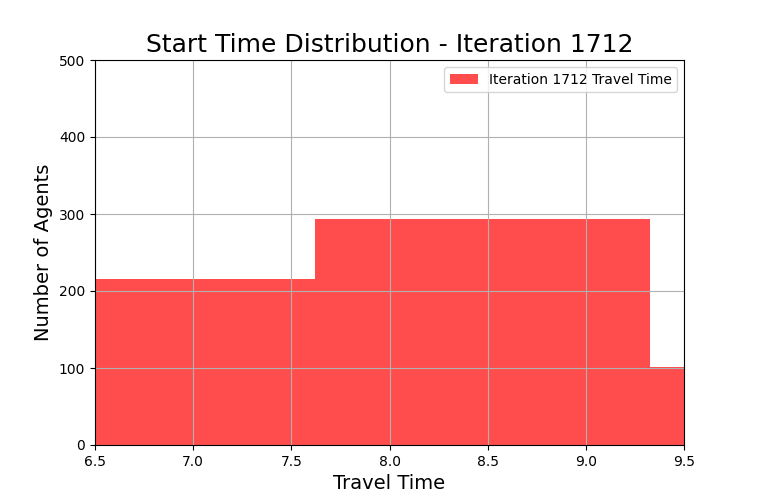 Start Time Distribution - Iteration 1712
Iteration 1712 Travel Time
Number of Agents
500
400
300
200
100
0
6.5 7.0 7.5 8.0 8.5 9.0 9.5
Travel Time